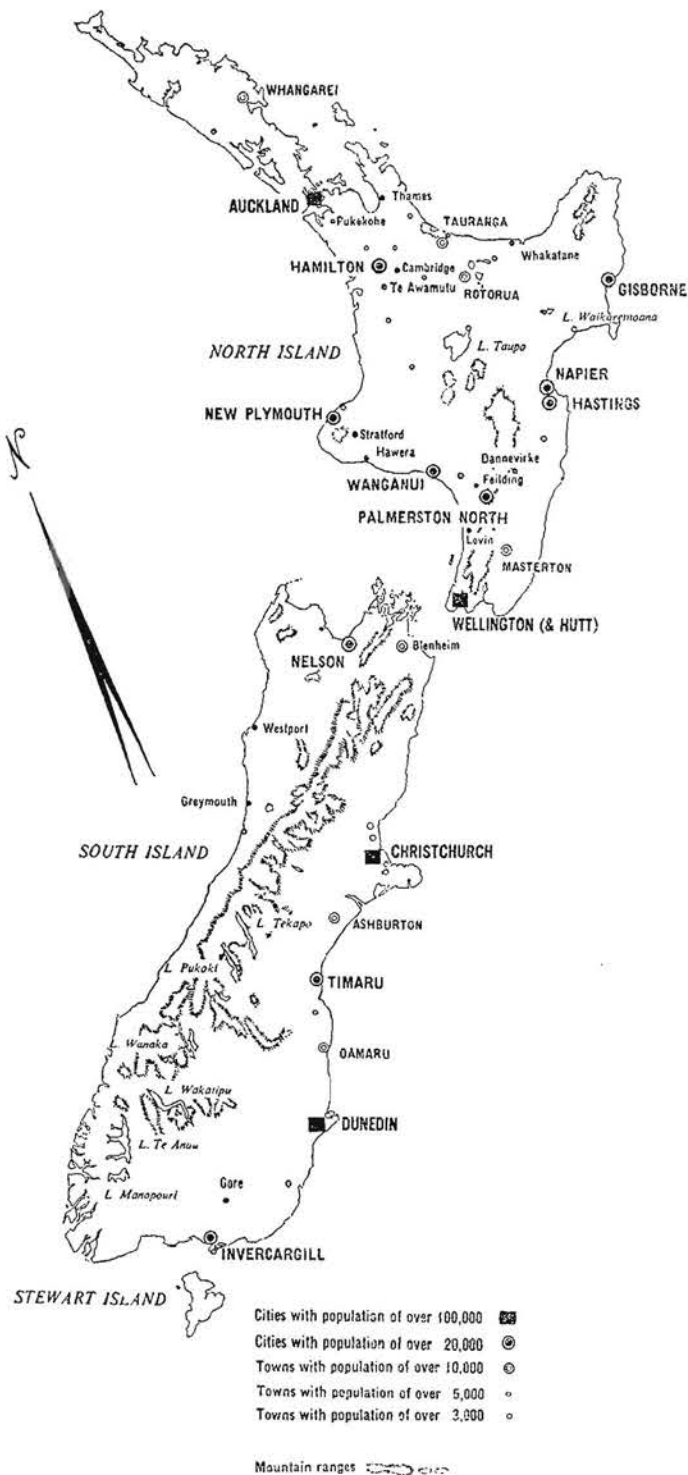 WHANGAREI
AUCKLAND
Thames
Pukekohe
TAURANGA
Whakatane
HAMILTON
Cambridge
Te Awamutu
ROTORUA
GISBORNE
L. Waikaremoana
NORTH ISLAND
L. Taupo
NAPIER
HASTINGS
NEW PLYMOUTH
Stratford
Hawera
Dannevirke
WANGANUI
Feilding
PALMERSTON NORTH
Levin
MASTERTON
N
WELLINGTON (& HUTT)
NELSON
Blenheim
Westport
Greymouth
SOUTH ISLAND
CHRISTCHURCH
ASHBURTON
L. Tekapo
L. Pukaki
TIMARU
L. Wanaka
OAMARU
L. Wakatipu
DUNEDIN
L. Te Anau
Gore
L. Manapouri
INVERCARGILL
STEWART ISLAND
Cities with population of over 100,000
Cities with population of over 20,000
Towns with population of over 10,000
Towns with population of over 5,000
Towns with population of over 3,000
Mountain ranges